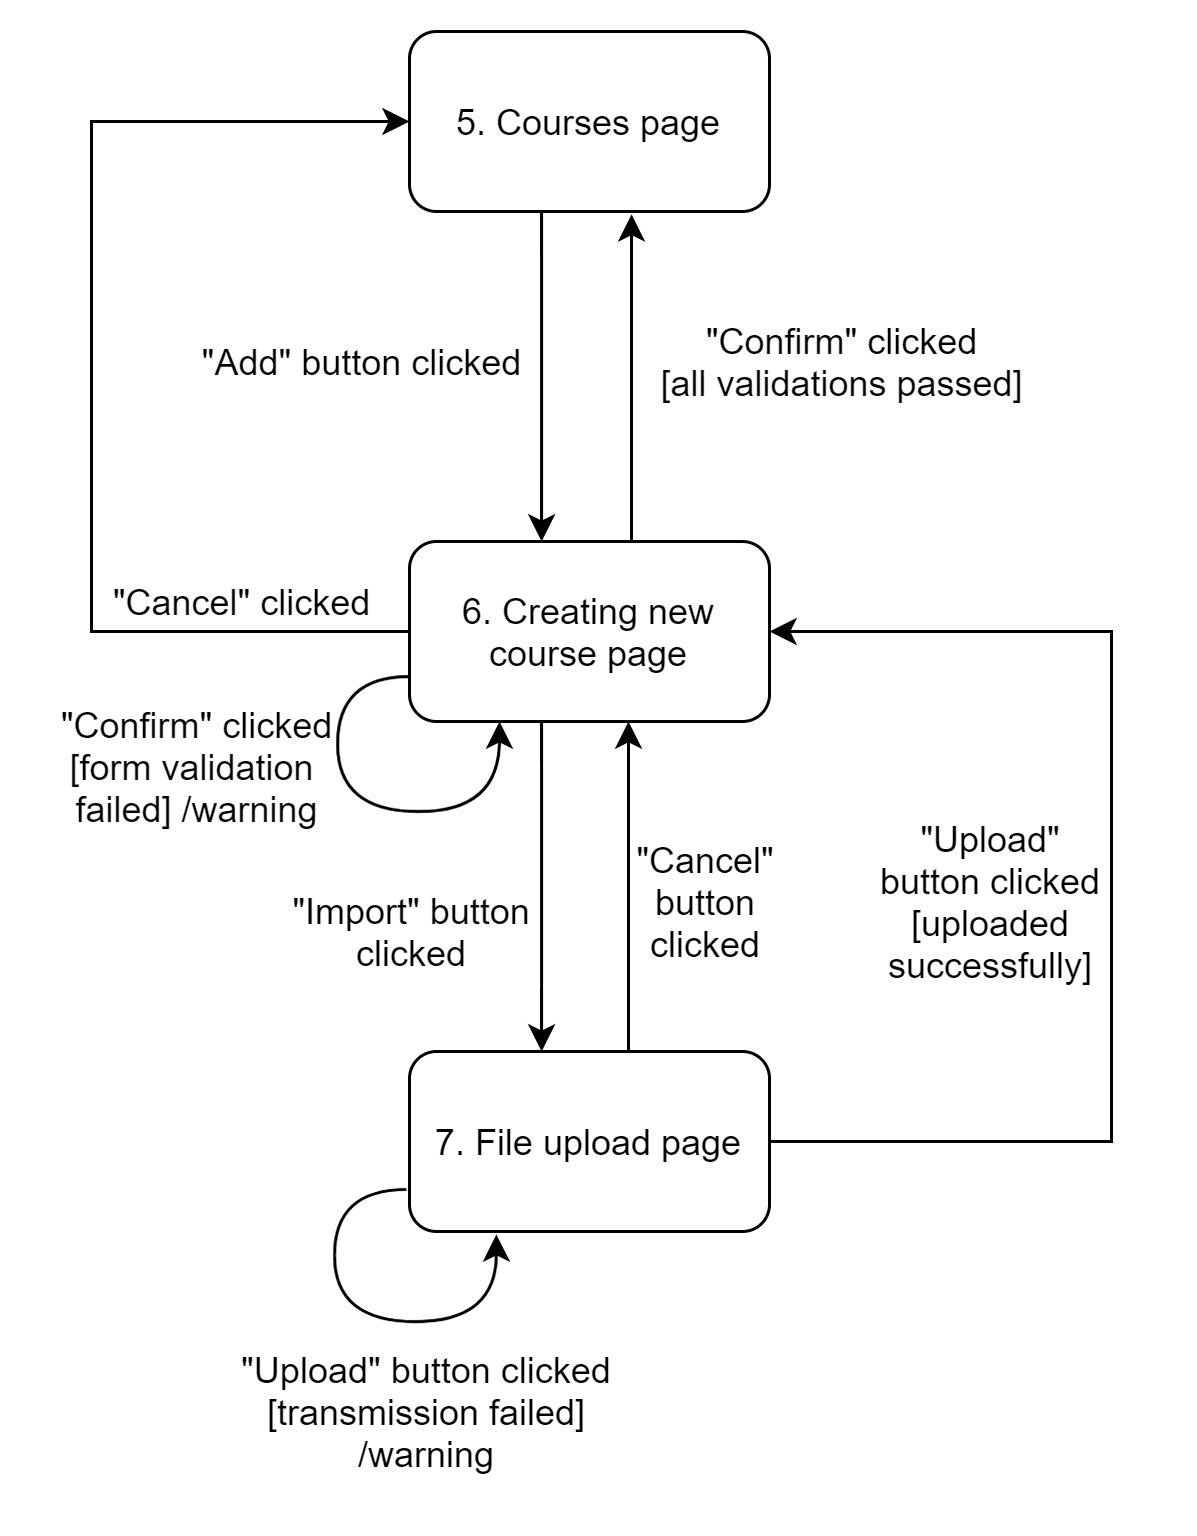 5. Courses page
"Add" button clicked
"Confirm" clicked
[all validations passed]
"Cancel" clicked
6. Creating new
course page
"Confirm" clicked
[form validation
failed] /warning
"Import" button
clicked
"Cancel"
button
clicked
"Upload"
button clicked
[uploaded
successfully]
7. File upload page
"Upload" button clicked
[transmission failed]
/warning